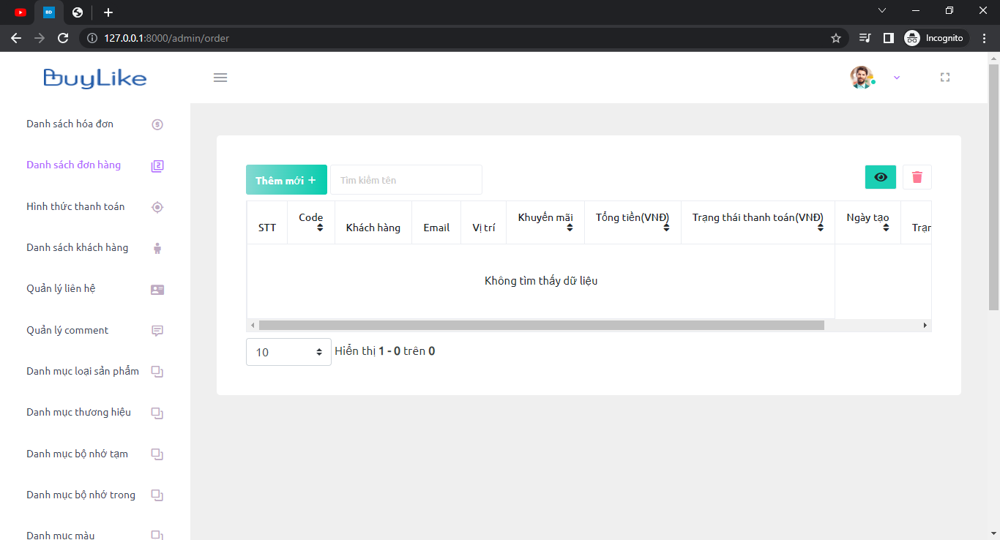 BD
127.0.0.1:8000/admin/order
Incognito
BuyLike
Danh sách hóa đơn
Danh sách đơn hàng
Hình thức thanh toán
Danh sách khách hàng
Quản lý liên hệ
Quản lý comment
Danh mục loại sản phẩm
Danh mục thương hiệu
Danh mục bộ nhớ tạm
Danh mục bộ nhớ trong
Danh mục màu
Thêm mới +
Tìm kiếm tên
STT
Code
Khách hàng
Email
Vị trí
Khuyến mãi
Tổng tiền(VNĐ)
Trạng thái thanh toán(VNĐ)
Ngày tạo
Trạn
Không tìm thấy dữ liệu
10
Hiển thị 1 - 0 trên 0